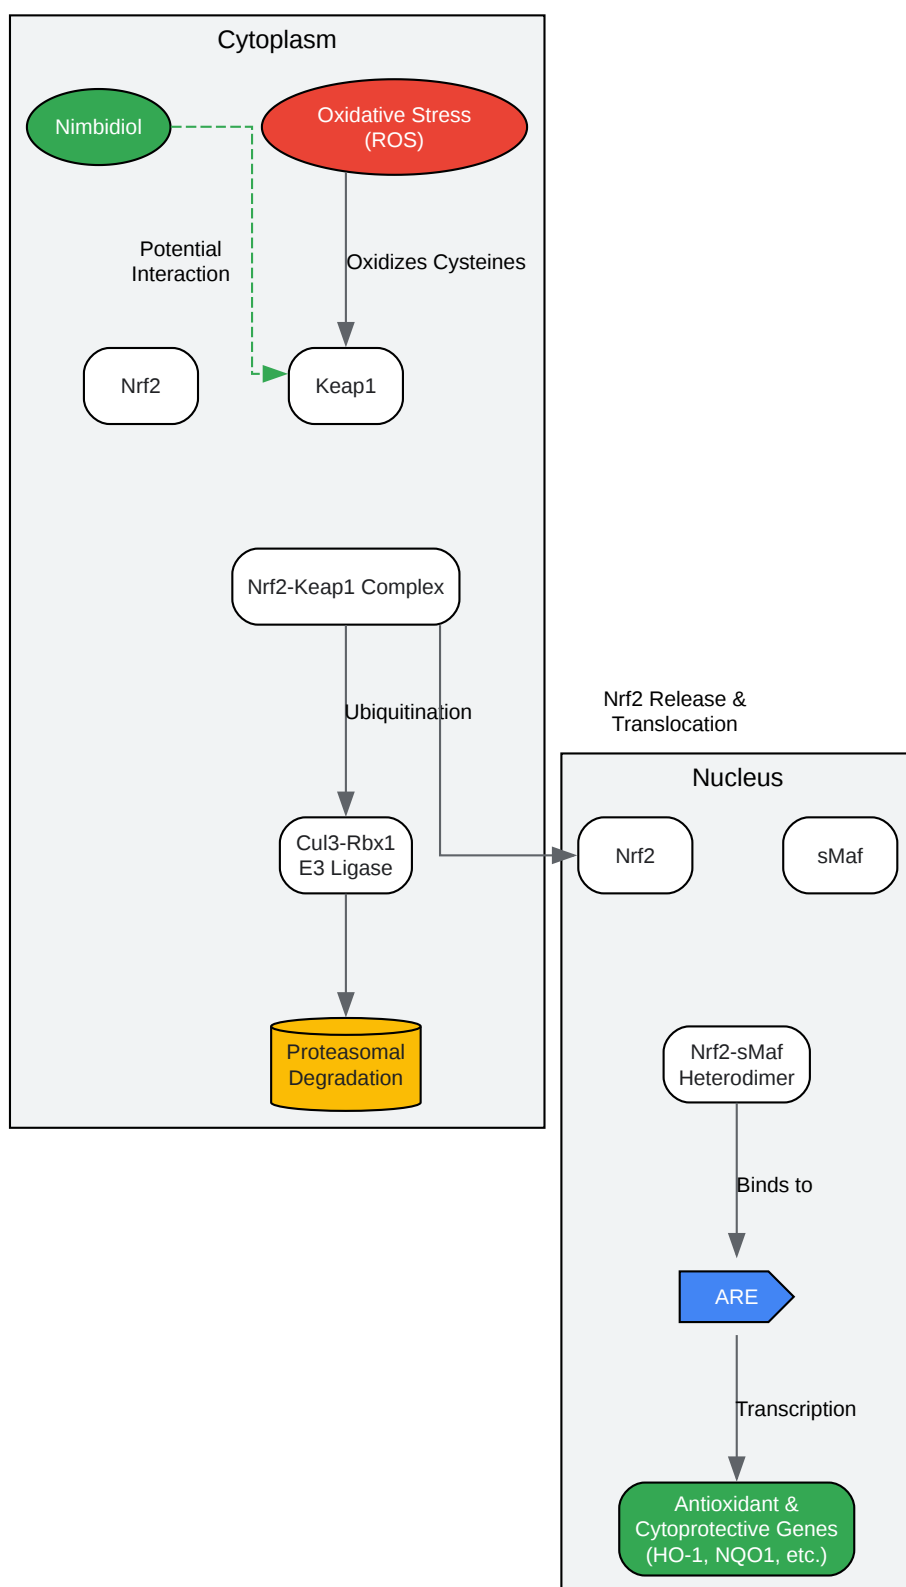 Cytoplasm
Nimbidiol
Oxidative Stress
(ROS)
Potential
Interaction
Oxidizes Cysteines
Nrf2
Keap1
Nrf2-Keap1 Complex
Ubiquitination
Nrf2 Release &
Translocation
Nucleus
Cul3-Rbx1
E3 Ligase
Nrf2
sMaf
Proteasomal
Degradation
Nrf2-sMaf
Heterodimer
Binds to
ARE
Transcription
Antioxidant &
Cytoprotective Genes
(HO-1, NQO1, etc.)